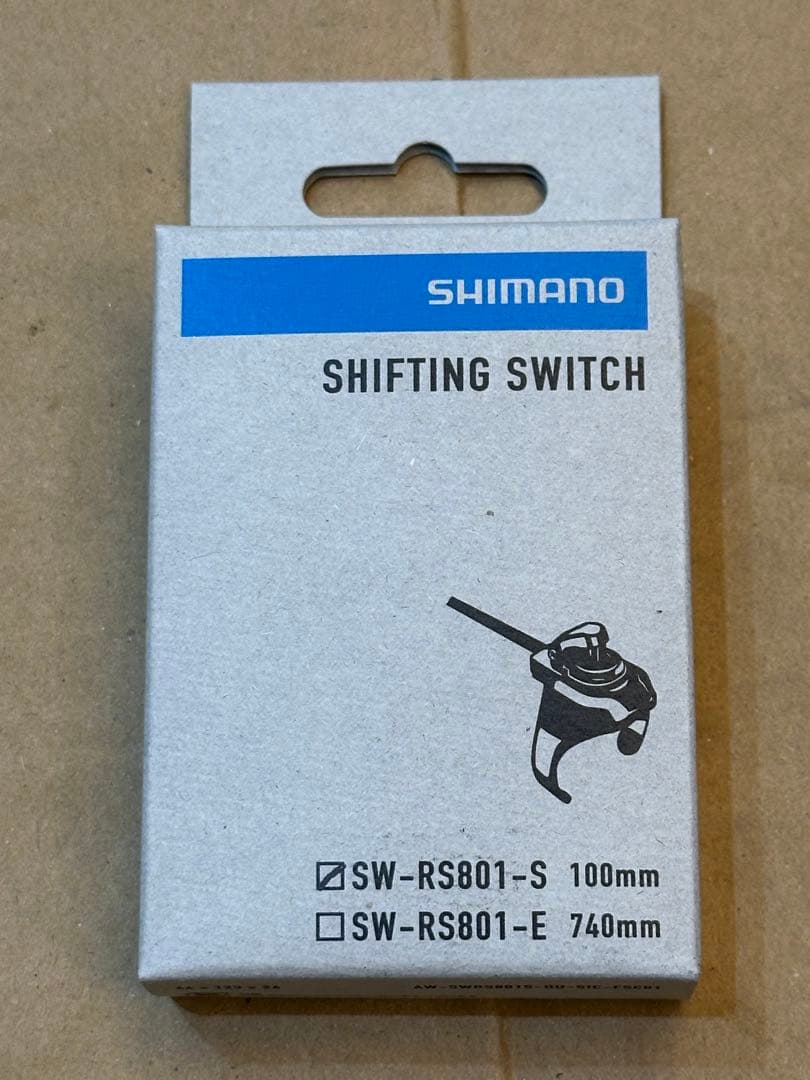 SHIMANO
SHIFTING SWITCH
☑SW-RS801-S 100mm
☐SW-RS801-E 740mm